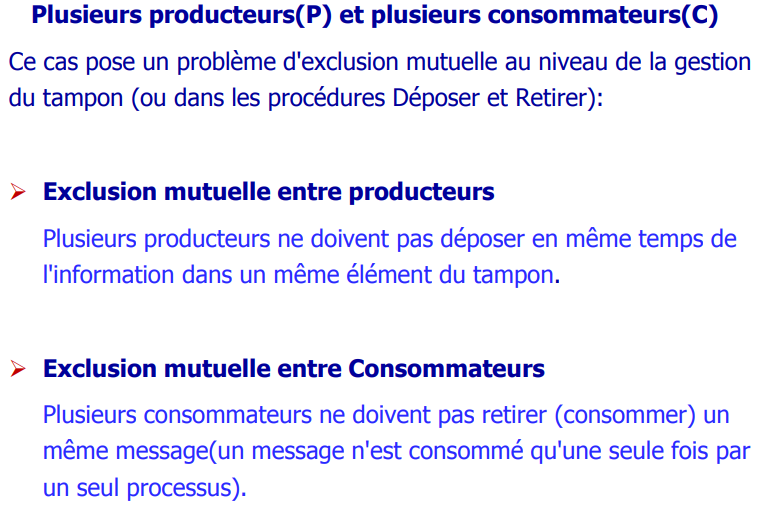 Plusieurs producteurs(P) et plusieurs consommateurs(C)
Ce cas pose un problème d'exclusion mutuelle au niveau de la gestion
du tampon (ou dans les procédures Déposer et Retirer):
➢ Exclusion mutuelle entre producteurs
Plusieurs producteurs ne doivent pas déposer en même temps de
l'information dans un même élément du tampon.
➢ Exclusion mutuelle entre Consommateurs
Plusieurs consommateurs ne doivent pas retirer (consommer) un
même message(un message n'est consommé qu'une seule fois par
un seul processus).